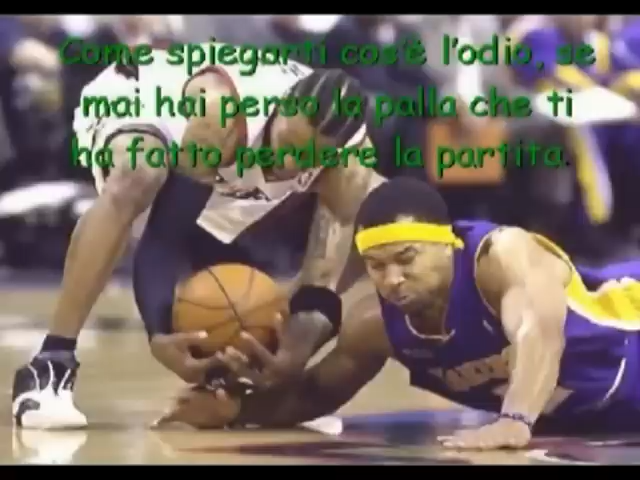 Come spiegarti cos'è l'odio, se
mai hai perso la palla che ti
ha fatto perdere la partita.